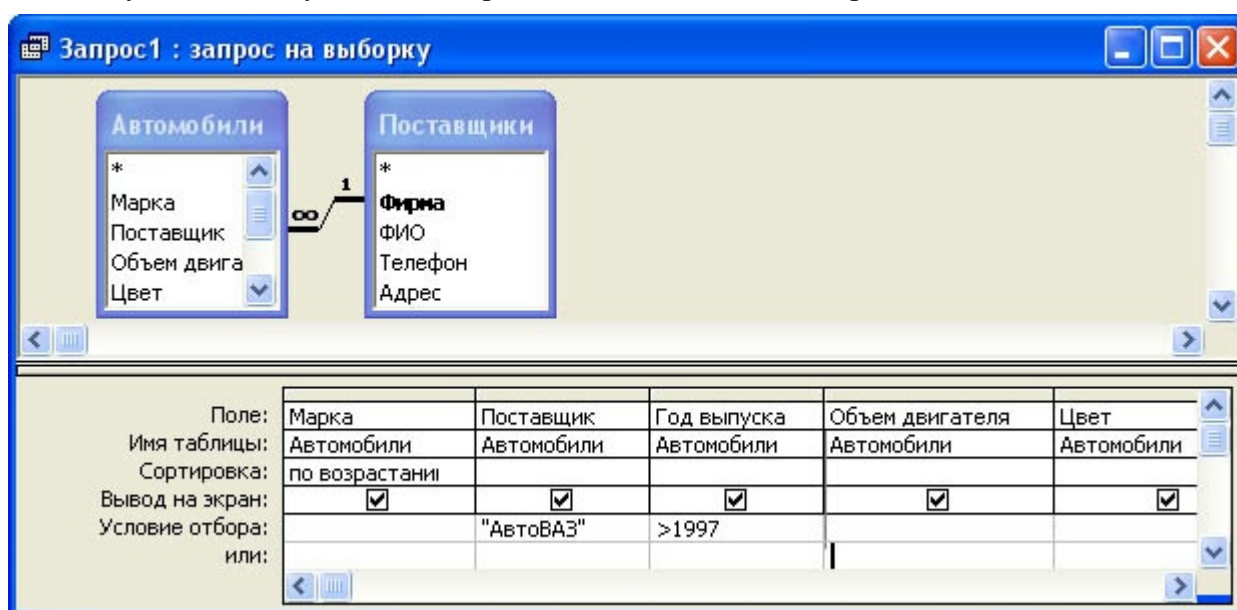 Запрос1 : запрос на выборку
Автомобили Поставщики
* *
Марка Фирма
Поставщик ФИО
Объем двига Телефон
Цвет Адрес
∞ 1
Поле: Марка Поставщик Год выпуска Объем двигателя Цвет
Имя таблицы: Автомобили Автомобили Автомобили Автомобили Автомобили
Сортировка: по возрастани
Вывод на экран:
Условие отбора: "АвтоВАЗ" >1997
или: